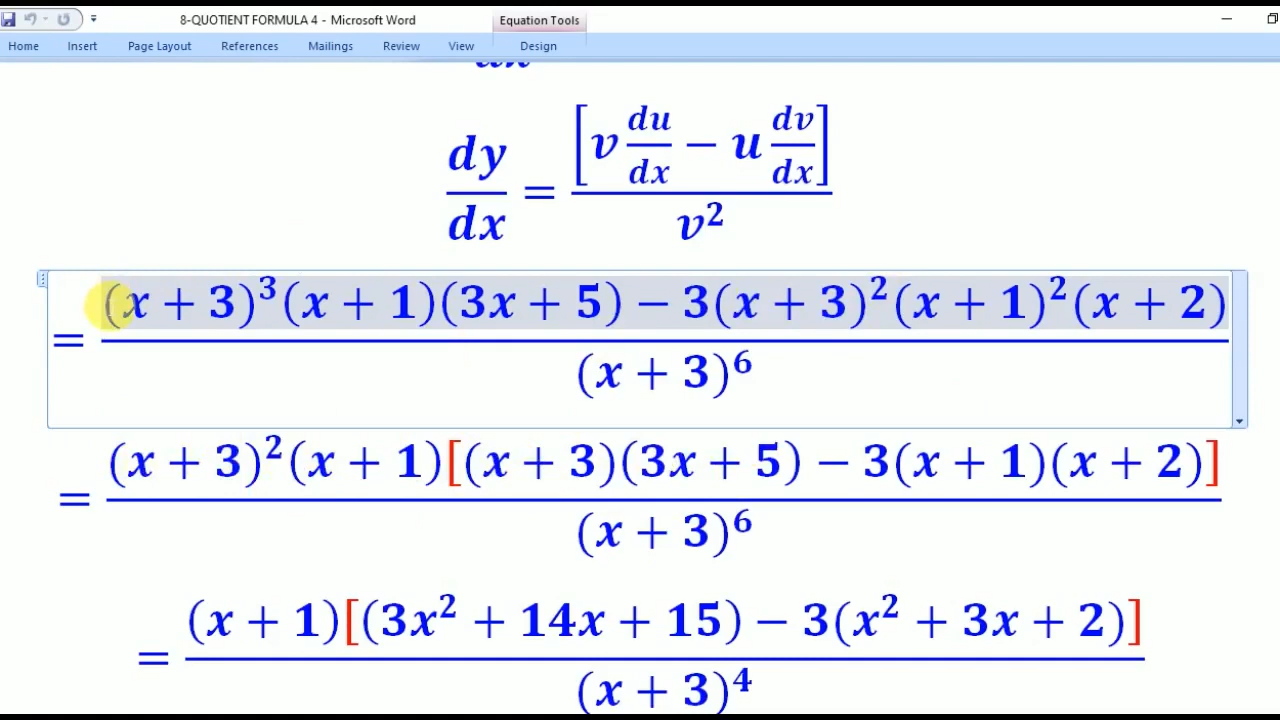 8-QUOTIENT FORMULA 4 - Microsoft Word
Equation Tools
Home Insert Page Layout References Mailings Review View Design
dx
dy/dx = [v du/dx − u dv/dx] / v²
= (x + 3)³(x + 1)(3x + 5) − 3(x + 3)²(x + 1)²(x + 2) / (x + 3)⁶
= (x + 3)²(x + 1)[(x + 3)(3x + 5) − 3(x + 1)(x + 2)] / (x + 3)⁶
= (x + 1)[(3x² + 14x + 15) − 3(x² + 3x + 2)] / (x + 3)⁴